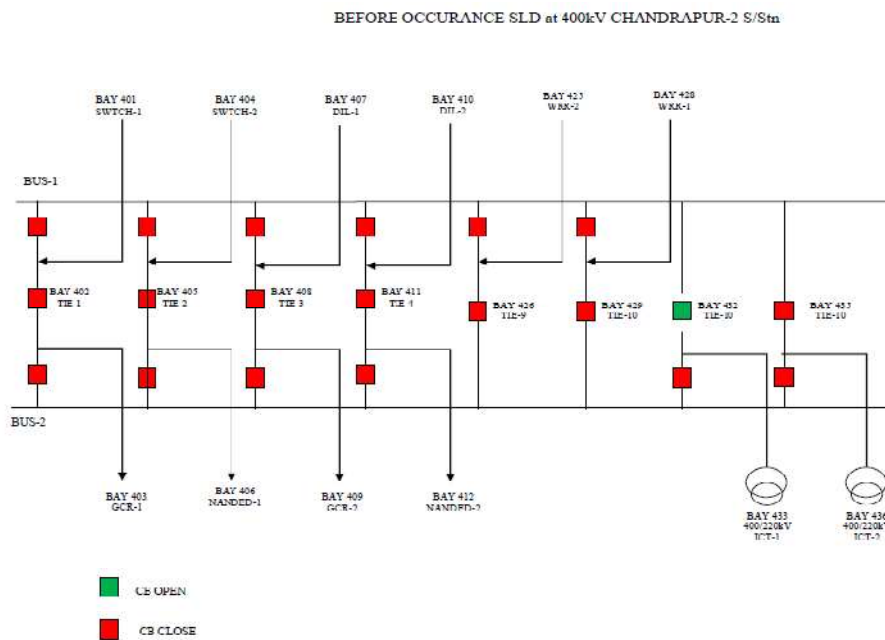 BEFORE OCCURANCE SLD at 400kV CHANDRAPUR-2 S/Stn
BAY 401
SWTCH-1
BAY 404
SWTCH-2
BAY 407
DIL-1
BAY 410
DIL-2
BAY 425
WRR-2
BAY 428
WRR-1
BUS-1
BAY 402
TIE 1
BAY 405
TIE 2
BAY 408
TIE 3
BAY 411
TIE 4
BAY 426
TIE-9
BAY 429
TIE-10
BAY 432
TIE-10
BAY 435
TIE-10
BUS-2
BAY 403
GCR-1
BAY 406
NANDED-1
BAY 409
GCR-2
BAY 412
NANDED-2
BAY 433
400/220kV
ICT-1
BAY 436
400/220kV
ICT-2
CB OPEN
CB CLOSE